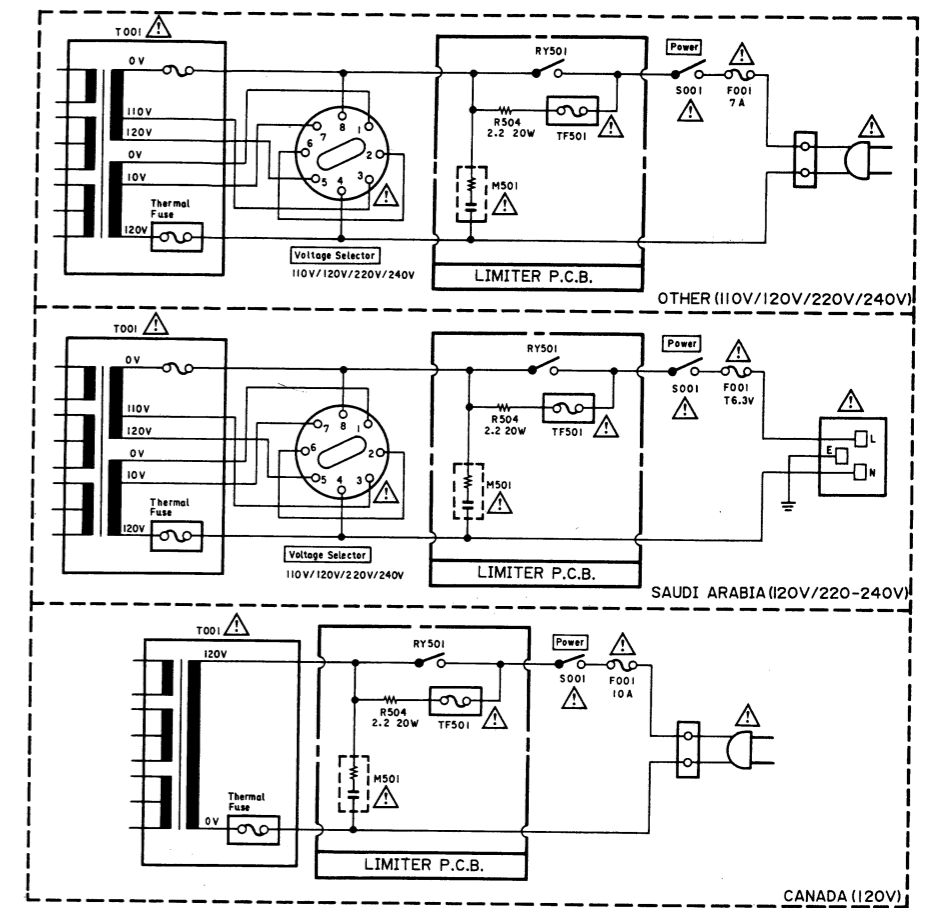 T001
0V
110V
120V
0V
10V
120V
Thermal
Fuse
8
1
7
2
6
3
5
4
Voltage Selector
110V/120V/220V/240V
RY501
R504
2.2 20W
TF501
M501
LIMITER P.C.B.
Power
S001
F001
7A
OTHER (110V/120V/220V/240V)
T001
0V
110V
120V
0V
10V
120V
Thermal
Fuse
8
1
7
2
6
3
5
4
Voltage Selector
110V/120V/220V/240V
RY501
R504
2.2 20W
TF501
M501
LIMITER P.C.B.
Power
S001
F001
T6.3V
L
E
N
SAUDI ARABIA (120V/220-240V)
T001
120V
0V
Thermal
Fuse
RY501
R504
2.2 20W
TF501
M501
LIMITER P.C.B.
Power
S001
F001
10A
CANADA (120V)